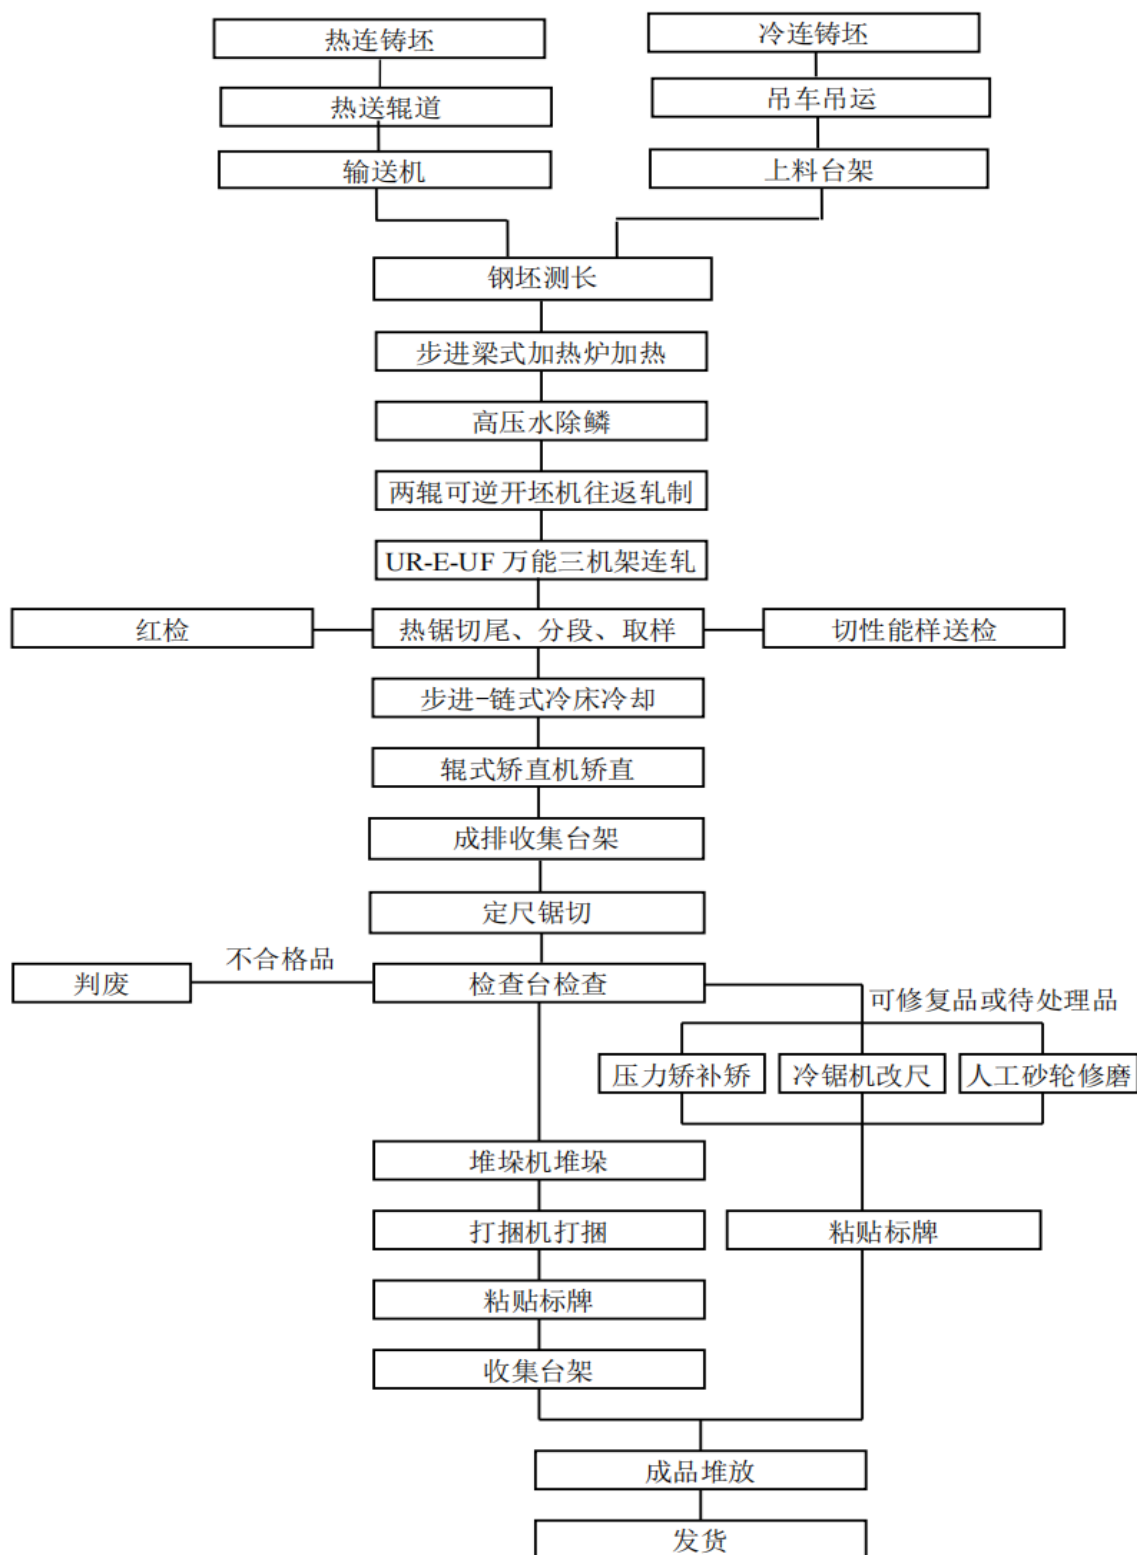 热连铸坯
冷连铸坯
热送辊道
吊车吊运
输送机
上料台架
钢坯测长
步进梁式加热炉加热
高压水除鳞
两辊可逆开坯机往返轧制
UR-E-UF 万能三机架连轧
红检
热锯切尾、分段、取样
切性能样送检
步进-链式冷床冷却
辊式矫直机矫直
成排收集台架
定尺锯切
不合格品
判废
检查台检查
可修复品或待处理品
压力矫补矫
冷锯机改尺
人工砂轮修磨
堆垛机堆垛
打捆机打捆
粘贴标牌
粘贴标牌
收集台架
成品堆放
发货